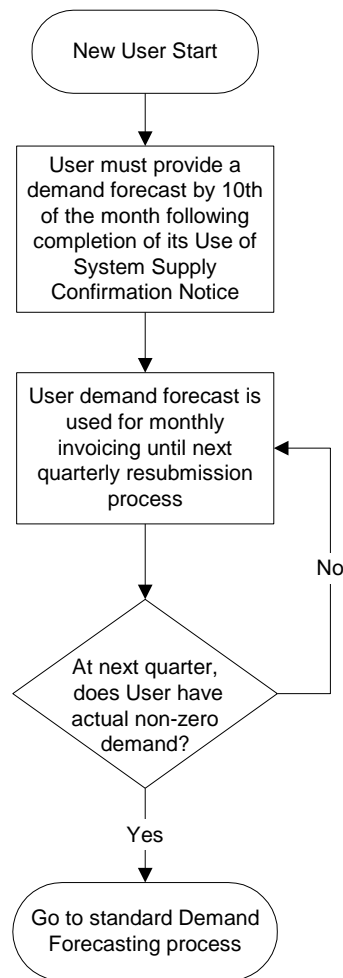 New User Start
User must provide a
demand forecast by 10th
of the month following
completion of its Use of
System Supply
Confirmation Notice
User demand forecast is
used for monthly
invoicing until next
quarterly resubmission
process
No
At next quarter,
does User have
actual non-zero
demand?
Yes
Go to standard Demand
Forecasting process